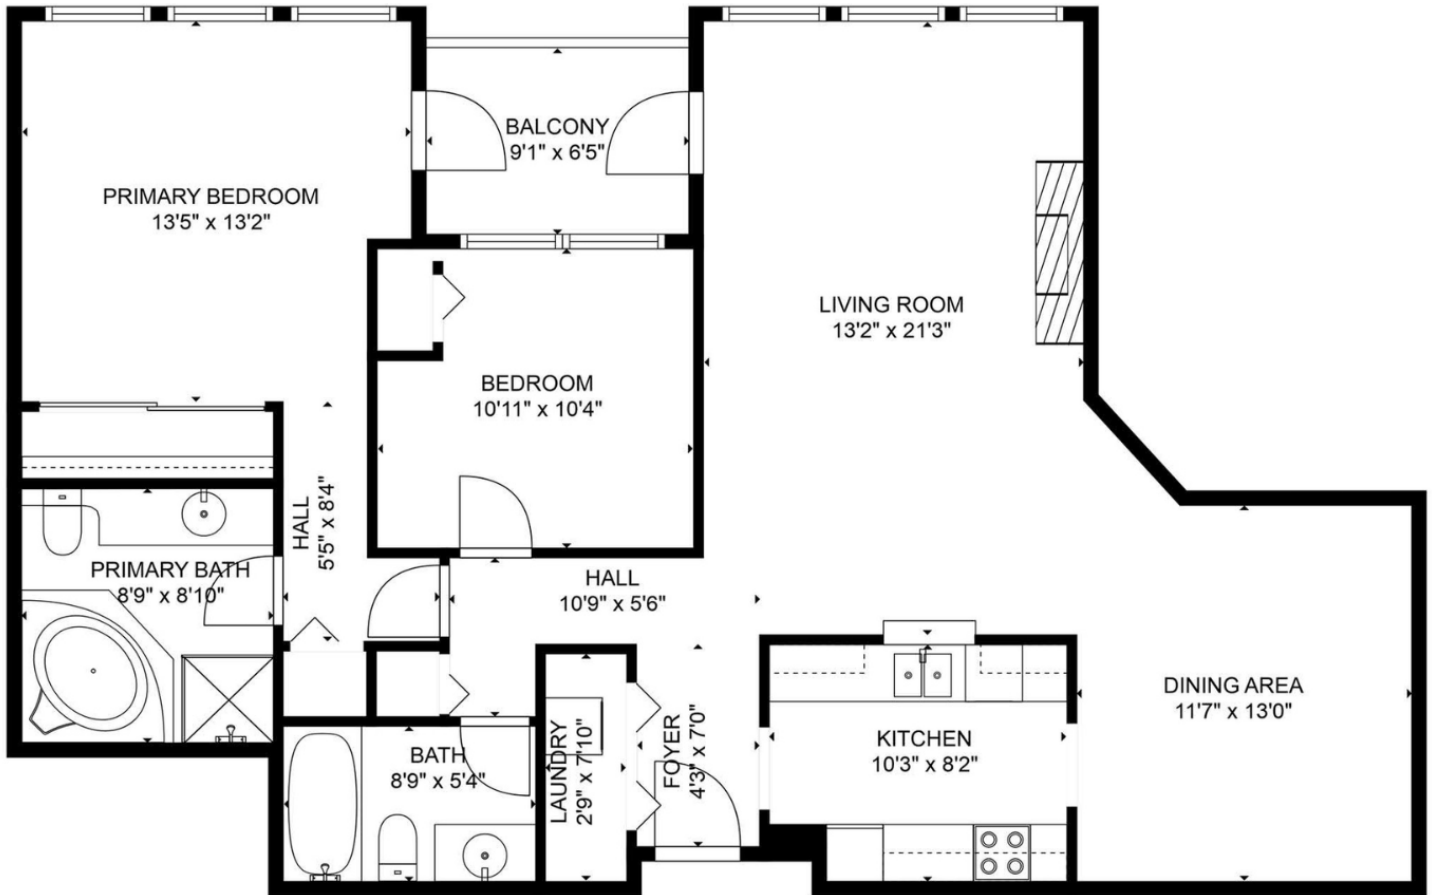 PRIMARY BEDROOM
13'5" x 13'2"
BALCONY
9'1" x 6'5"
LIVING ROOM
13'2" x 21'3"
BEDROOM
10'11" x 10'4"
HALL
5'5" x 8'4"
PRIMARY BATH
8'9" x 8'10"
HALL
10'9" x 5'6"
DINING AREA
11'7" x 13'0"
KITCHEN
10'3" x 8'2"
BATH
8'9" x 5'4"
LAUNDRY
2'9" x 7'10"
FOYER
4'3" x 7'0"